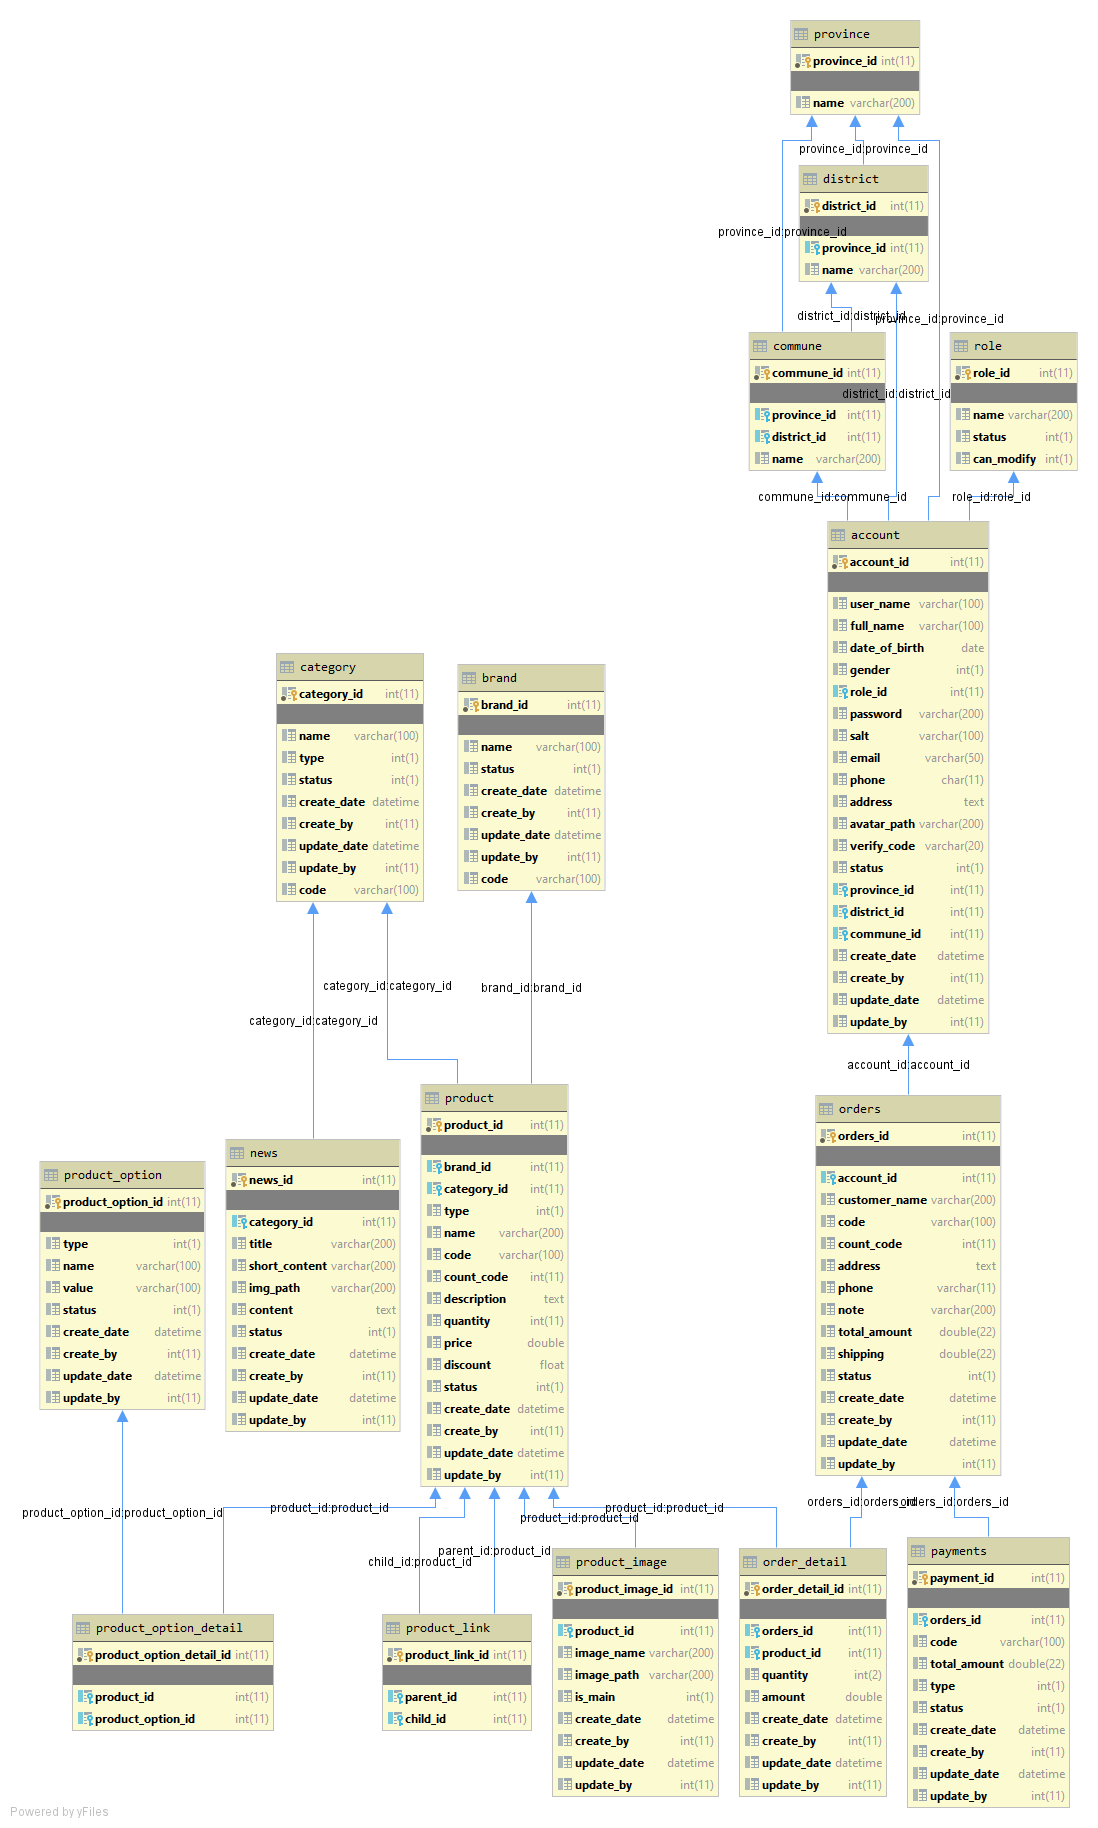 province
province_id int(11)
name varchar(200)
province_id:province_id
district
district_id int(11)
province_id int(11)
name varchar(200)
province_id:province_id
district_id:district_id
province_id:province_id
commune
commune_id int(11)
province_id int(11)
district_id int(11)
name varchar(200)
role
role_id int(11)
name varchar(200)
status int(1)
can_modify int(1)
district_id:district_id
commune_id:commune_id
role_id:role_id
account
account_id int(11)
user_name varchar(100)
full_name varchar(100)
date_of_birth date
gender int(1)
role_id int(11)
password varchar(200)
salt varchar(100)
email varchar(50)
phone char(11)
address text
avatar_path varchar(200)
verify_code varchar(20)
status int(1)
province_id int(11)
district_id int(11)
commune_id int(11)
create_date datetime
create_by int(11)
update_date datetime
update_by int(11)
category
category_id int(11)
name varchar(100)
type int(1)
status int(1)
create_date datetime
create_by int(11)
update_date datetime
update_by int(11)
code varchar(100)
brand
brand_id int(11)
name varchar(100)
status int(1)
create_date datetime
create_by int(11)
update_date datetime
update_by int(11)
code varchar(100)
category_id:category_id
brand_id:brand_id
category_id:category_id
account_id:account_id
product
product_id int(11)
brand_id int(11)
category_id int(11)
type int(1)
name varchar(200)
code varchar(100)
count_code int(11)
description text
quantity int(11)
price double
discount float
status int(1)
create_date datetime
create_by int(11)
update_date datetime
update_by int(11)
orders
orders_id int(11)
account_id int(11)
customer_name varchar(200)
code varchar(100)
count_code int(11)
address text
phone varchar(11)
note varchar(200)
total_amount double(22)
shipping double(22)
status int(1)
create_date datetime
create_by int(11)
update_date datetime
update_by int(11)
news
news_id int(11)
category_id int(11)
title varchar(200)
short_content varchar(200)
img_path varchar(200)
content text
status int(1)
create_date datetime
create_by int(11)
update_date datetime
update_by int(11)
product_option
product_option_id int(11)
type int(1)
name varchar(100)
value varchar(100)
status int(1)
create_date datetime
create_by int(11)
update_date datetime
update_by int(11)
product_option_id:product_option_id
product_id:product_id
product_id:product_id
product_id:product_id
orders_id:orders_id
orders_id:orders_id
parent_id:product_id
child_id:product_id
product_image
product_image_id int(11)
product_id int(11)
image_name varchar(200)
image_path varchar(200)
is_main int(1)
create_date datetime
create_by int(11)
update_date datetime
update_by int(11)
order_detail
order_detail_id int(11)
orders_id int(11)
product_id int(11)
quantity int(2)
amount double
create_date datetime
create_by int(11)
update_date datetime
update_by int(11)
payments
payment_id int(11)
orders_id int(11)
code varchar(100)
total_amount double(22)
type int(1)
status int(1)
create_date datetime
create_by int(11)
update_date datetime
update_by int(11)
product_option_detail
product_option_detail_id int(11)
product_id int(11)
product_option_id int(11)
product_link
product_link_id int(11)
parent_id int(11)
child_id int(11)
Powered by yFiles